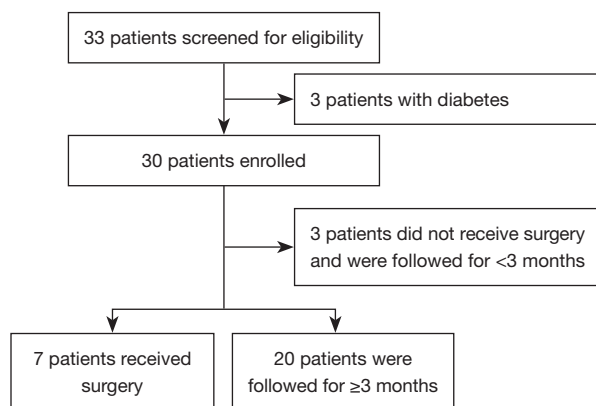 33 patients screened for eligibility
3 patients with diabetes
30 patients enrolled
3 patients did not receive surgery
and were followed for <3 months
7 patients received
surgery
20 patients were
followed for ≥3 months